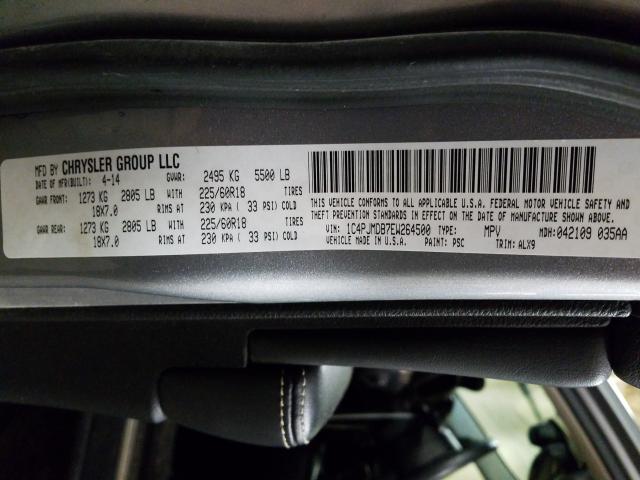 MFD BY CHRYSLER GROUP LLC
DATE OF MFR(BUILT): 4-14 GVWR: 2495 KG 5500 LB
GAWR FRONT: 1273 KG 2805 LB WITH 225/60R18 TIRES
18X7.0 RIMS AT 230 KPA ( 33 PSI) COLD
GAWR REAR: 1273 KG 2805 LB WITH 225/60R18 TIRES
18X7.0 RIMS AT 230 KPA ( 33 PSI) COLD
THIS VEHICLE CONFORMS TO ALL APPLICABLE U.S.A. FEDERAL MOTOR VEHICLE SAFETY AND
THEFT PREVENTION STANDARDS IN EFFECT ON THE DATE OF MANUFACTURE SHOWN ABOVE.
VIN: 1C4PJMDB7EW264500 TYPE: MPV MDH:042109 035AA
VEHICLE MADE IN U.S.A. PAINT: PSC TRIM: ALX9